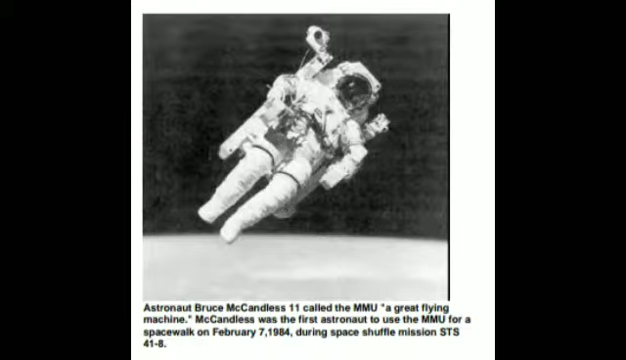 Astronaut Bruce McCandless 11 called the MMU "a great flying
machine." McCandless was the first astronaut to use the MMU for a
spacewalk on February 7,1984, during space shuttle mission STS
41-8.